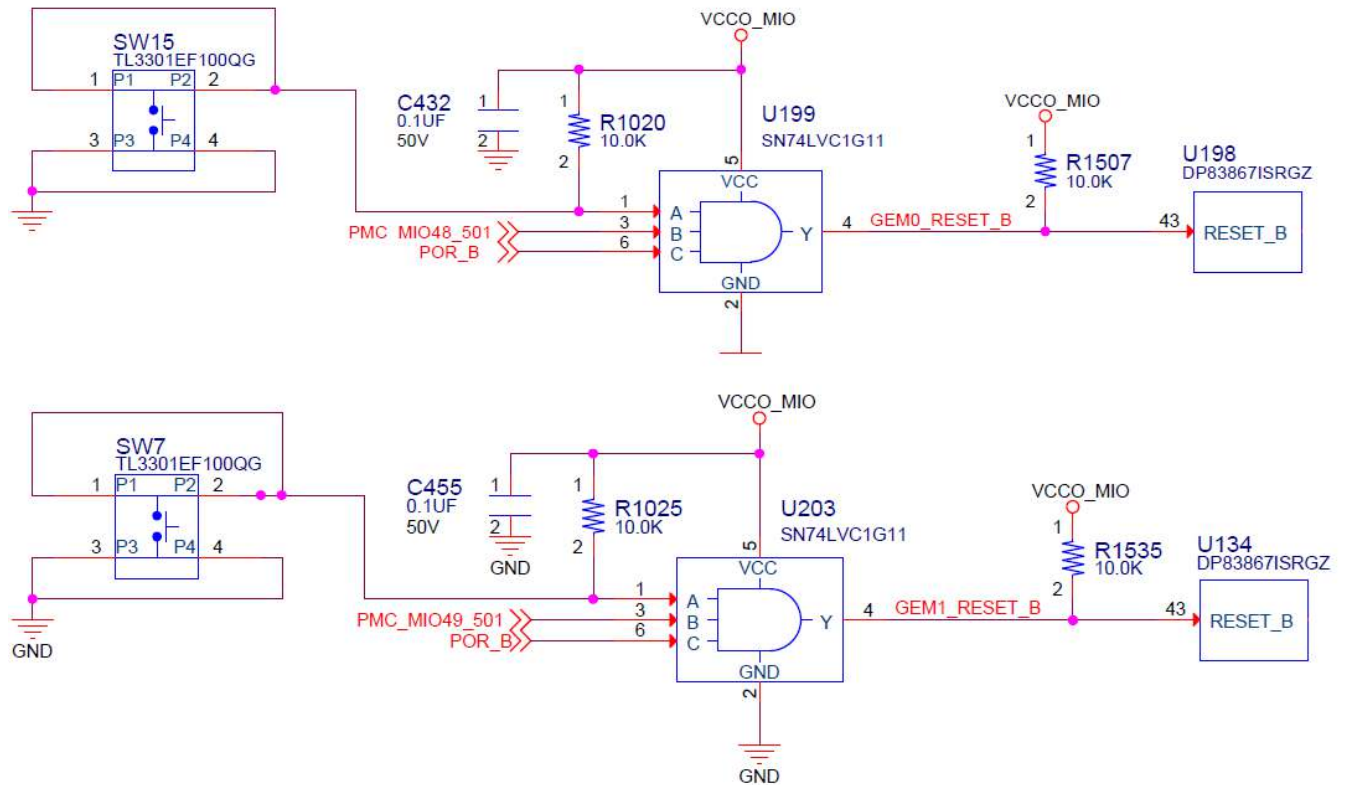 VCCO_MIO
SW15
TL3301EF100QG
1 P1 P2 2
3 P3 P4 4
C432
0.1UF
50V
1
2
1
R1020
10.0K
2
U199
SN74LVC1G11
5
VCC
1 A
PMC_MIO48_501 3 B
POR_B 6 C
Y 4 GEM0_RESET_B
GND
2
VCCO_MIO
1
R1507
10.0K
2
U198
DP83867ISRGZ
43 RESET_B
VCCO_MIO
SW7
TL3301EF100QG
1 P1 P2 2
3 P3 P4 4
GND
C455
0.1UF
50V
1
2
GND
1
R1025
10.0K
2
U203
SN74LVC1G11
5
VCC
1 A
PMC_MIO49_501 3 B
POR_B 6 C
Y 4 GEM1_RESET_B
GND
2
GND
VCCO_MIO
1
R1535
10.0K
2
U134
DP83867ISRGZ
43 RESET_B